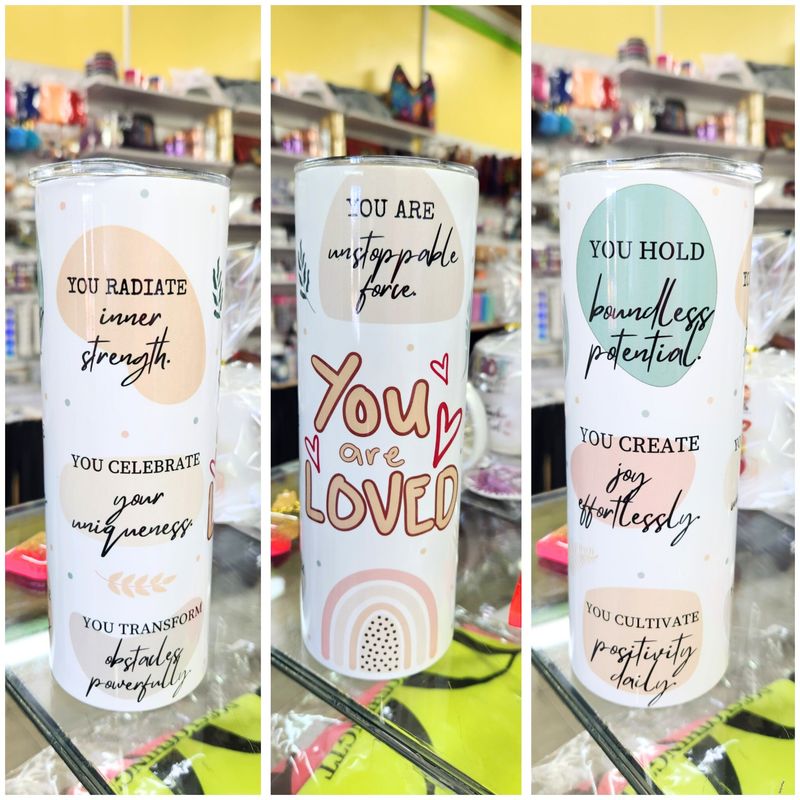 YOU RADIATE
inner
strength.
YOU CELEBRATE
your
uniqueness.
YOU TRANSFORM
obstacles
powerfully
YOU ARE
unstoppable
force.
You
are
LOVED
YOU HOLD
boundless
potential.
YOU CREATE
joy
effortlessly.
YOU CULTIVATE
positivity
daily.